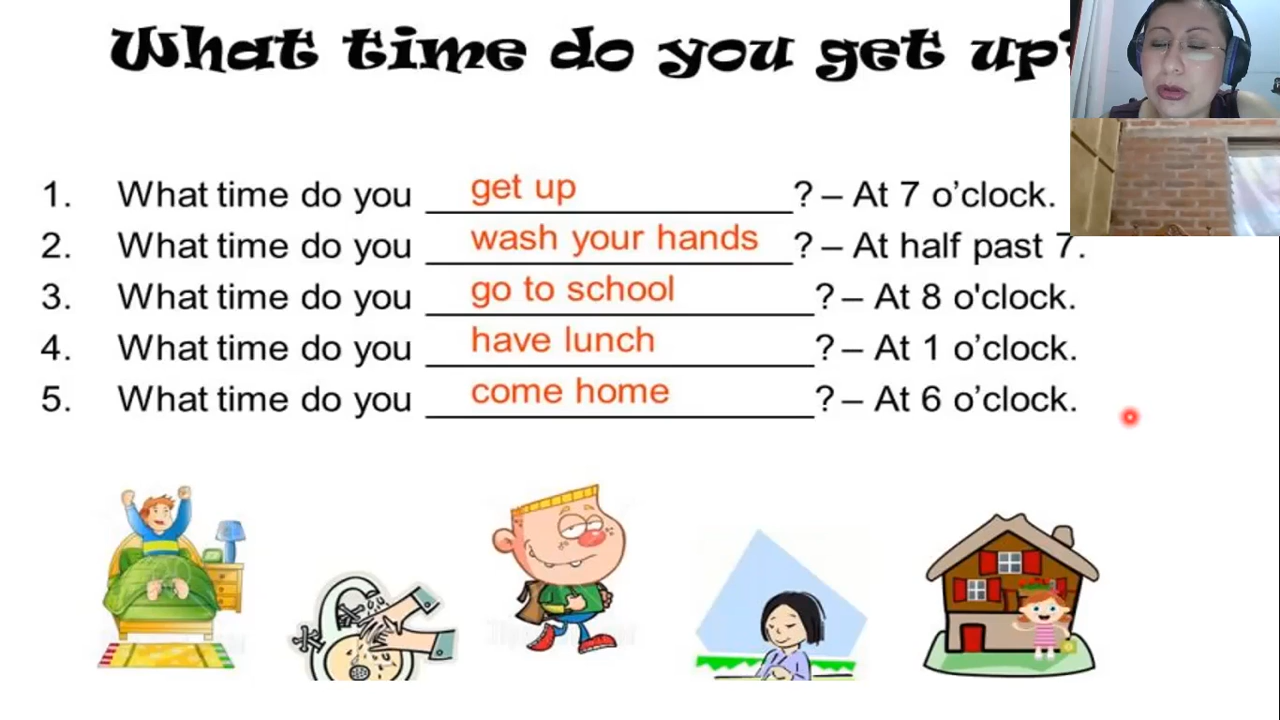 What time do you get up?
1. What time do you get up ? – At 7 o’clock.
2. What time do you wash your hands ? – At half past 7.
3. What time do you go to school ? – At 8 o'clock.
4. What time do you have lunch ? – At 1 o’clock.
5. What time do you come home ? – At 6 o’clock.